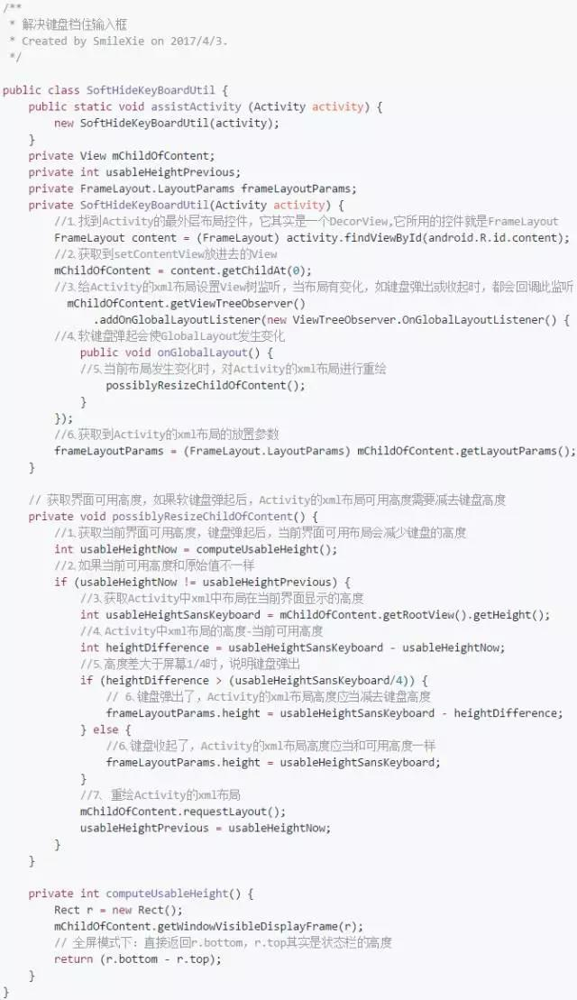 /**
 * 解决键盘档住输入框
 * Created by SmileXie on 2017/4/3.
 */

public class SoftHideKeyBoardUtil {
    public static void assistActivity (Activity activity) {
        new SoftHideKeyBoardUtil(activity);
    }
    private View mChildOfContent;
    private int usableHeightPrevious;
    private FrameLayout.LayoutParams frameLayoutParams;
    private SoftHideKeyBoardUtil(Activity activity) {
        //1､找到Activity的最外层布局控件，它其实是一个DecorView,它所用的控件就是FrameLayout
        FrameLayout content = (FrameLayout) activity.findViewById(android.R.id.content);
        //2､获取到setContentView放进去的View
        mChildOfContent = content.getChildAt(0);
        //3､给Activity的xml布局设置View树监听，当布局有变化，如键盘弹出或收起时，都会回调此监听
          mChildOfContent.getViewTreeObserver()
              .addOnGlobalLayoutListener(new ViewTreeObserver.OnGlobalLayoutListener() {
        //4､软键盘弹起会使GlobalLayout发生变化
            public void onGlobalLayout() {
            //5､当前布局发生变化时，对Activity的xml布局进行重绘
                possiblyResizeChildOfContent();
            }
        });
        //6､获取到Activity的xml布局的放置参数
        frameLayoutParams = (FrameLayout.LayoutParams) mChildOfContent.getLayoutParams();
    }

    // 获取界面可用高度，如果软键盘弹起后，Activity的xml布局可用高度需要减去键盘高度
    private void possiblyResizeChildOfContent() {
        //1､获取当前界面可用高度，键盘弹起后，当前界面可用布局会减少键盘的高度
        int usableHeightNow = computeUsableHeight();
        //2､如果当前可用高度和原始值不一样
        if (usableHeightNow != usableHeightPrevious) {
            //3､获取Activity中xml中布局在当前界面显示的高度
            int usableHeightSansKeyboard = mChildOfContent.getRootView().getHeight();
            //4､Activity中xml布局的高度-当前可用高度
            int heightDifference = usableHeightSansKeyboard - usableHeightNow;
            //5､高度差大于屏幕1/4时，说明键盘弹出
            if (heightDifference > (usableHeightSansKeyboard/4)) {
                // 6､键盘弹出了，Activity的xml布局高度应当减去键盘高度
                frameLayoutParams.height = usableHeightSansKeyboard - heightDifference;
            } else {
                //6､键盘收起了，Activity的xml布局高度应当和可用高度一样
                frameLayoutParams.height = usableHeightSansKeyboard;
            }
            //7､ 重绘Activity的xml布局
            mChildOfContent.requestLayout();
            usableHeightPrevious = usableHeightNow;
        }
    }

    private int computeUsableHeight() {
        Rect r = new Rect();
        mChildOfContent.getWindowVisibleDisplayFrame(r);
        // 全屏模式下：直接返回r.bottom，r.top其实是状态栏的高度
        return (r.bottom - r.top);
    }
}